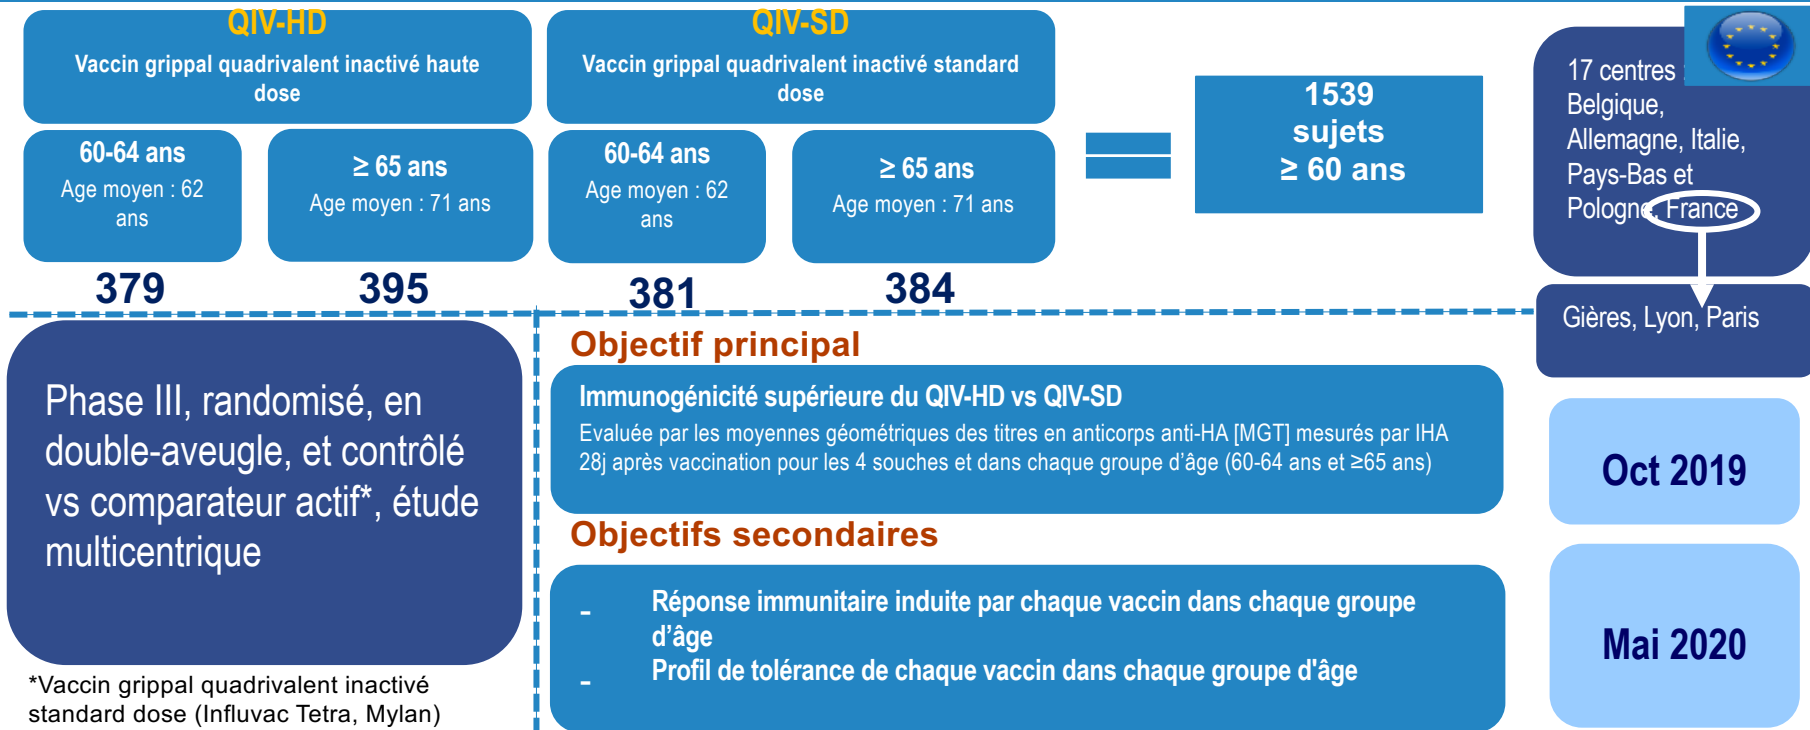 QIV-HD
Vaccin grippal quadrivalent inactivé haute
dose
60-64 ans
Age moyen : 62
ans
≥ 65 ans
Age moyen : 71 ans
379
395
QIV-SD
Vaccin grippal quadrivalent inactivé standard
dose
60-64 ans
Age moyen : 62
ans
≥ 65 ans
Age moyen : 71 ans
381
384
1539
sujets
≥ 60 ans
17 centres :
Belgique,
Allemagne, Italie,
Pays-Bas et
Pologne, France
Gières, Lyon, Paris
Phase III, randomisé, en
double-aveugle, et contrôlé
vs comparateur actif*, étude
multicentrique
*Vaccin grippal quadrivalent inactivé
standard dose (Influvac Tetra, Mylan)
Objectif principal
Immunogénicité supérieure du QIV-HD vs QIV-SD
Evaluée par les moyennes géométriques des titres en anticorps anti-HA [MGT] mesurés par IHA
28j après vaccination pour les 4 souches et dans chaque groupe d’âge (60-64 ans et ≥65 ans)
Objectifs secondaires
- Réponse immunitaire induite par chaque vaccin dans chaque groupe
d’âge
- Profil de tolérance de chaque vaccin dans chaque groupe d'âge
Oct 2019
Mai 2020